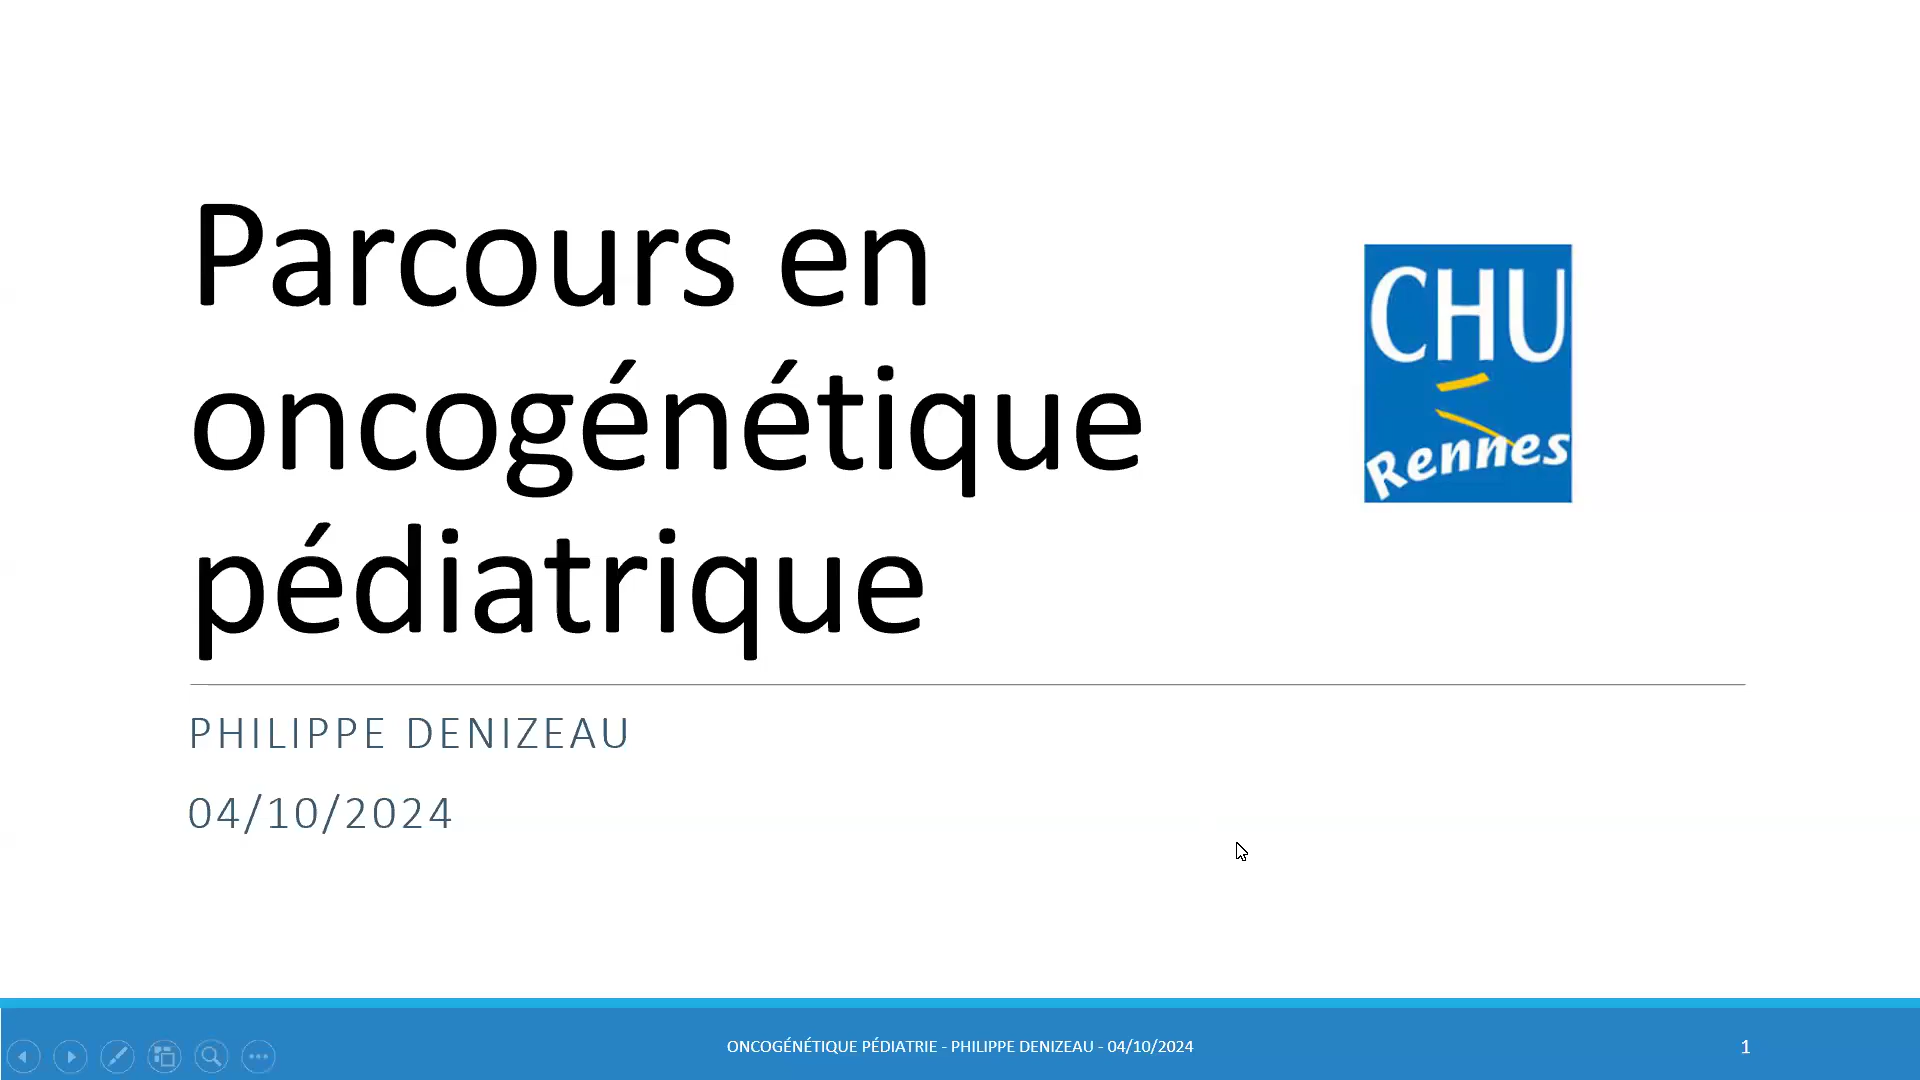 Parcours en
oncogénétique
pédiatrique
CHU
Rennes
PHILIPPE DENIZEAU
04/10/2024
ONCOGÉNÉTIQUE PÉDIATRIE - PHILIPPE DENIZEAU - 04/10/2024
1